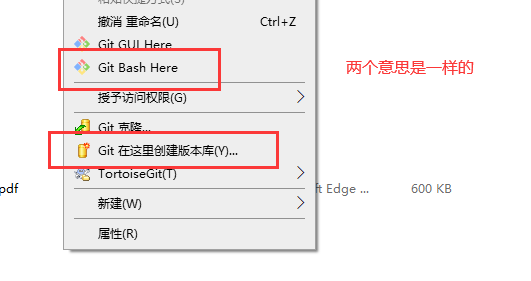 撤消 重命名(U) Ctrl+Z
Git GUI Here
Git Bash Here
两个意思是一样的
授予访问权限(G)
Git 克隆...
Git 在这里创建版本库(Y)...
TortoiseGit(T)
pdf ft Edge ... 600 KB
新建(W)
属性(R)